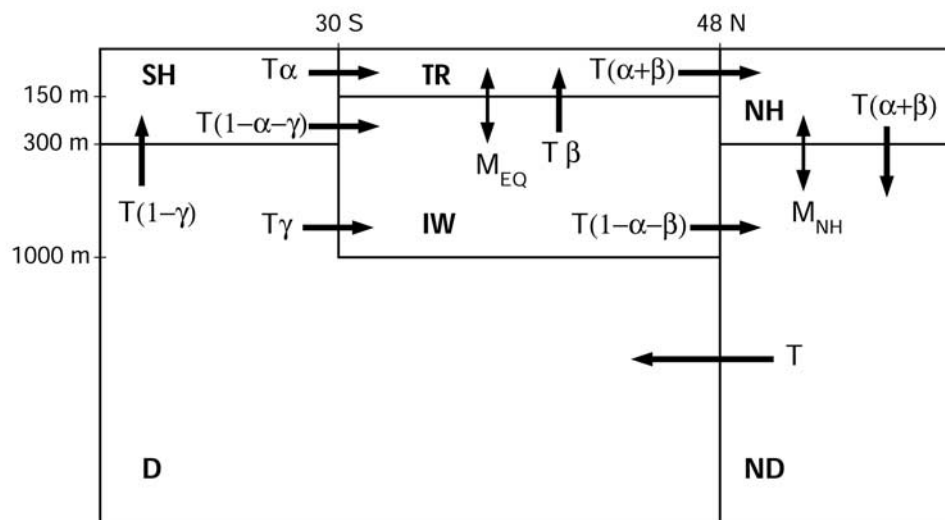 30 S 48 N
SH Tα TR T(α+β)
150 m NH T(α+β)
T(1−α−γ)
300 m Tβ
M_EQ
T(1−γ) Tγ IW T(1−α−β) M_NH
1000 m
T
D ND